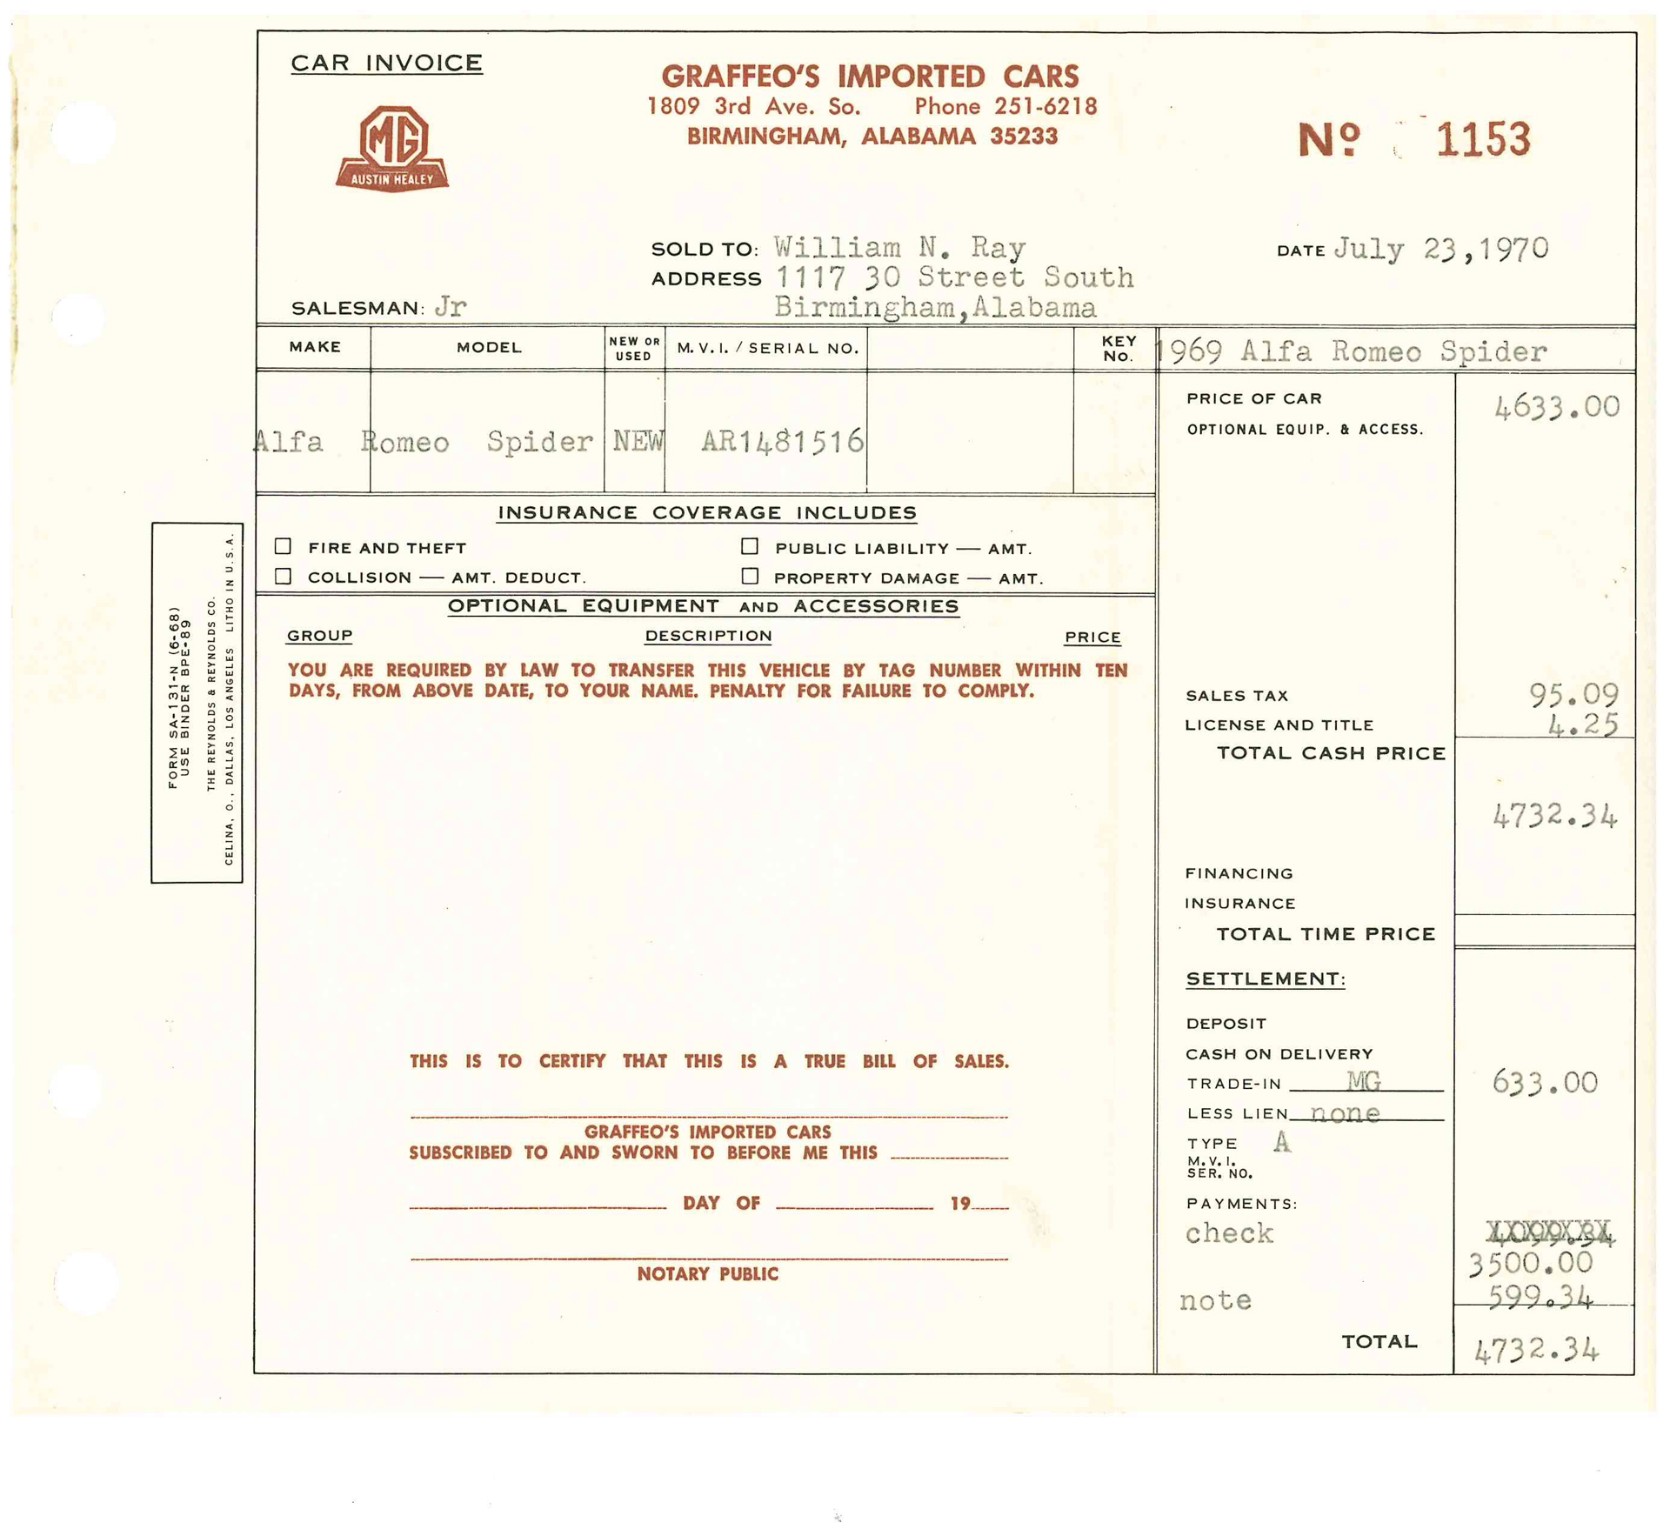 CAR INVOICE
GRAFFEO'S IMPORTED CARS
1809 3rd Ave. So. Phone 251-6218
BIRMINGHAM, ALABAMA 35233
MG
AUSTIN HEALEY
Nº 1153
SOLD TO: William N. Ray
DATE July 23,1970
ADDRESS 1117 30 Street South
SALESMAN: Jr
Birmingham,Alabama
MAKE MODEL NEW OR USED M.V.I. / SERIAL NO. KEY No. 1969 Alfa Romeo Spider
Alfa Romeo Spider NEW AR1481516
PRICE OF CAR 4633.00
OPTIONAL EQUIP. & ACCESS.
INSURANCE COVERAGE INCLUDES
FIRE AND THEFT PUBLIC LIABILITY — AMT.
COLLISION — AMT. DEDUCT. PROPERTY DAMAGE — AMT.
OPTIONAL EQUIPMENT AND ACCESSORIES
GROUP DESCRIPTION PRICE
YOU ARE REQUIRED BY LAW TO TRANSFER THIS VEHICLE BY TAG NUMBER WITHIN TEN
DAYS, FROM ABOVE DATE, TO YOUR NAME. PENALTY FOR FAILURE TO COMPLY.
SALES TAX 95.09
LICENSE AND TITLE 4.25
TOTAL CASH PRICE
4732.34
FINANCING
INSURANCE
TOTAL TIME PRICE
SETTLEMENT:
DEPOSIT
CASH ON DELIVERY
TRADE-IN MG 633.00
LESS LIEN none
TYPE A
M.V.I.
SER. NO.
PAYMENTS:
check
3500.00
note 599.34
TOTAL 4732.34
THIS IS TO CERTIFY THAT THIS IS A TRUE BILL OF SALES.
GRAFFEO'S IMPORTED CARS
SUBSCRIBED TO AND SWORN TO BEFORE ME THIS
DAY OF 19
NOTARY PUBLIC
FORM SA-131-N (6-68)
USE BINDER BPE-89
THE REYNOLDS & REYNOLDS CO.
CELINA, O., DALLAS, LOS ANGELES LITHO IN U.S.A.